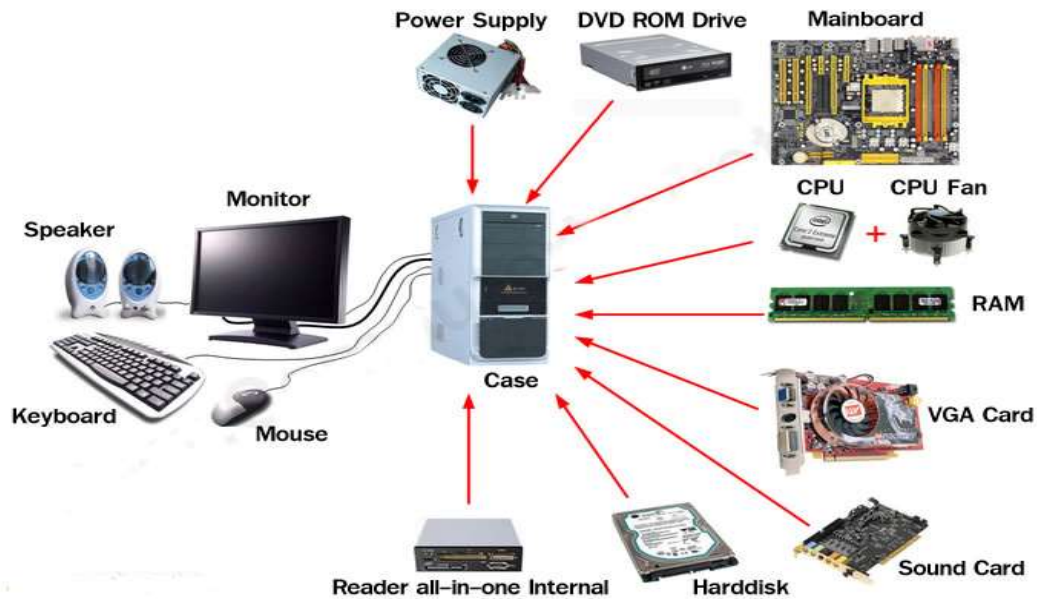 Power Supply
DVD ROM Drive
Mainboard
CPU
CPU Fan
RAM
VGA Card
Sound Card
Harddisk
Reader all-in-one Internal
Case
Monitor
Speaker
Keyboard
Mouse